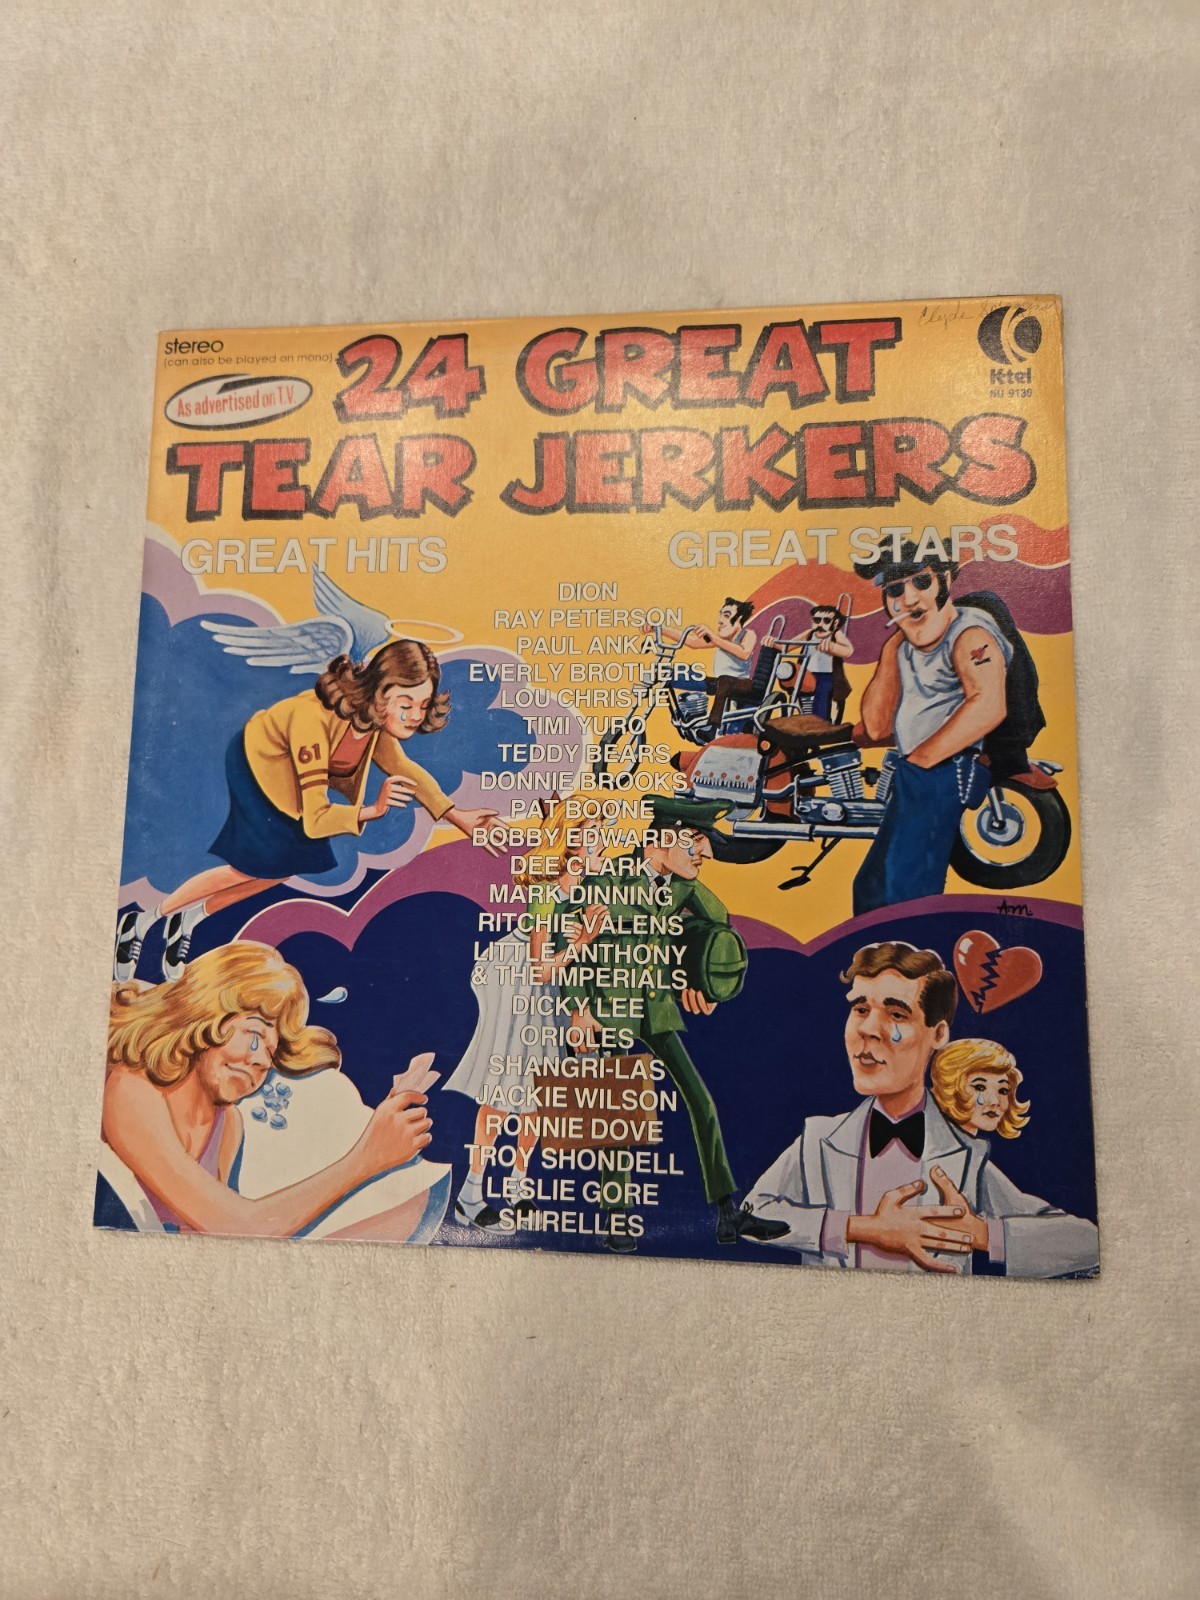 stereo
(can also be played on mono)
As advertised on T.V.
Clyde
K-tel
NU 9130
24 GREAT
TEAR JERKERS
GREAT HITS
GREAT STARS
DION
RAY PETERSON
PAUL ANKA
EVERLY BROTHERS
LOU CHRISTIE
TIMI YURO
TEDDY BEARS
DONNIE BROOKS
PAT BOONE
BOBBY EDWARDS
DEE CLARK
MARK DINNING
RITCHIE VALENS
LITTLE ANTHONY
& THE IMPERIALS
DICKY LEE
ORIOLES
SHANGRI-LAS
JACKIE WILSON
RONNIE DOVE
TROY SHONDELL
LESLIE GORE
SHIRELLES
61
Am